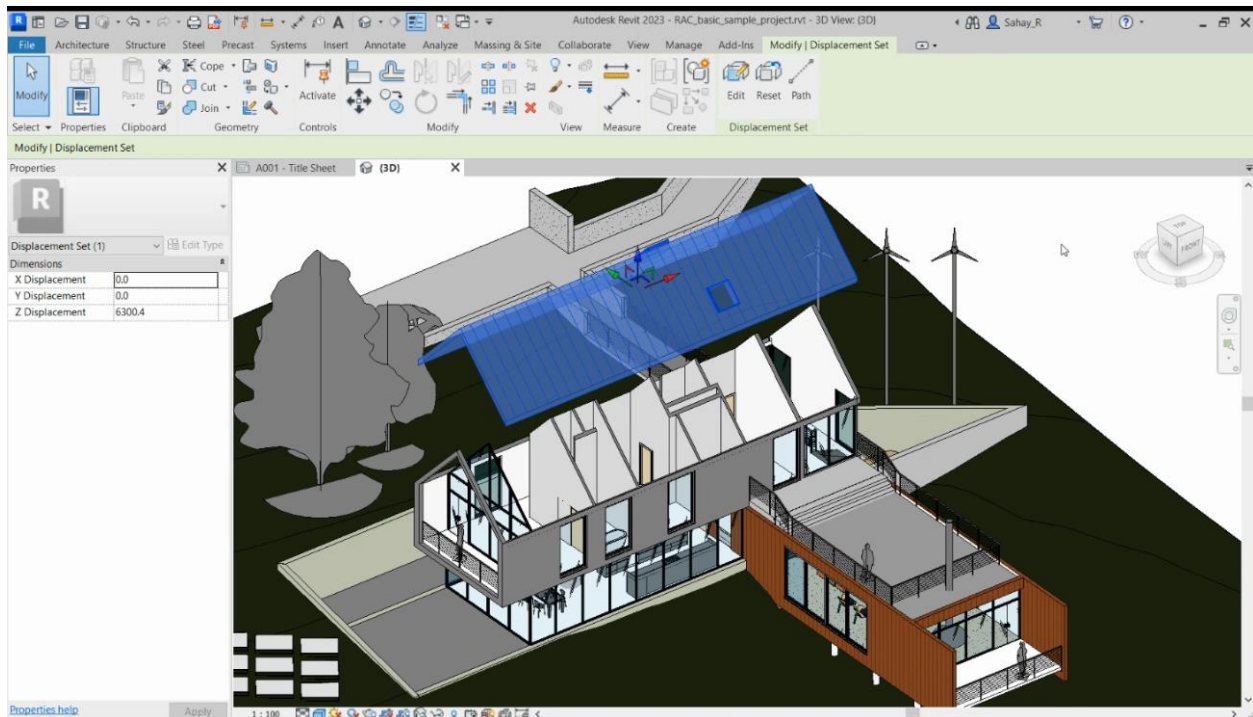 Autodesk Revit 2023 - RAC_basic_sample_project.rvt - 3D View: {3D}
Sahay_R
File Architecture Structure Steel Precast Systems Insert Annotate Analyze Massing & Site Collaborate View Manage Add-Ins Modify | Displacement Set
Modify
Paste
Cope
Cut
Join
Activate
Edit Reset Path
Select Properties Clipboard Geometry Controls Modify View Measure Create Displacement Set
Modify | Displacement Set
Properties
A001 - Title Sheet
{3D}
R
Displacement Set (1)
Edit Type
Dimensions
X Displacement 0.0
Y Displacement 0.0
Z Displacement 6300.4
TOP
FRONT
Properties help
Apply
1 : 100